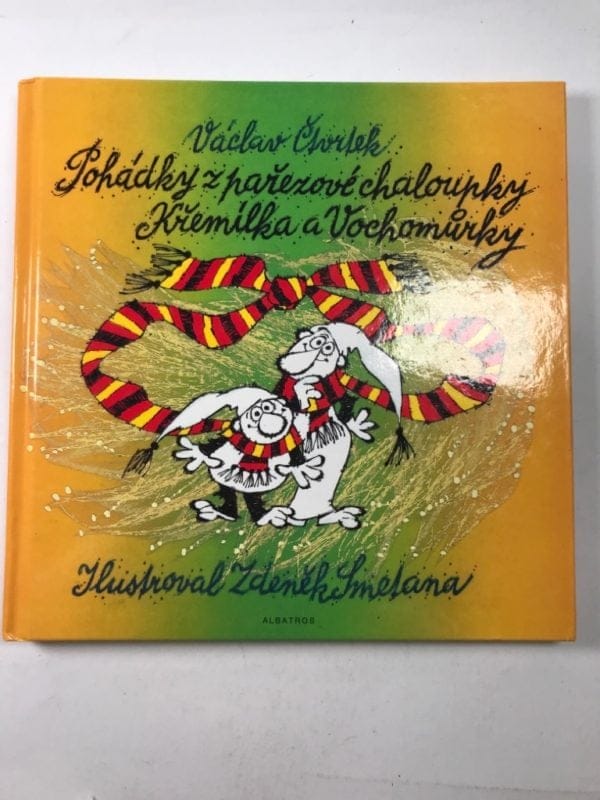 Václav Čtvrtek
Pohádky z pařezové chaloupky
Křemílka a Vochomůrky
Ilustroval Zdeněk Smetana
ALBATROS